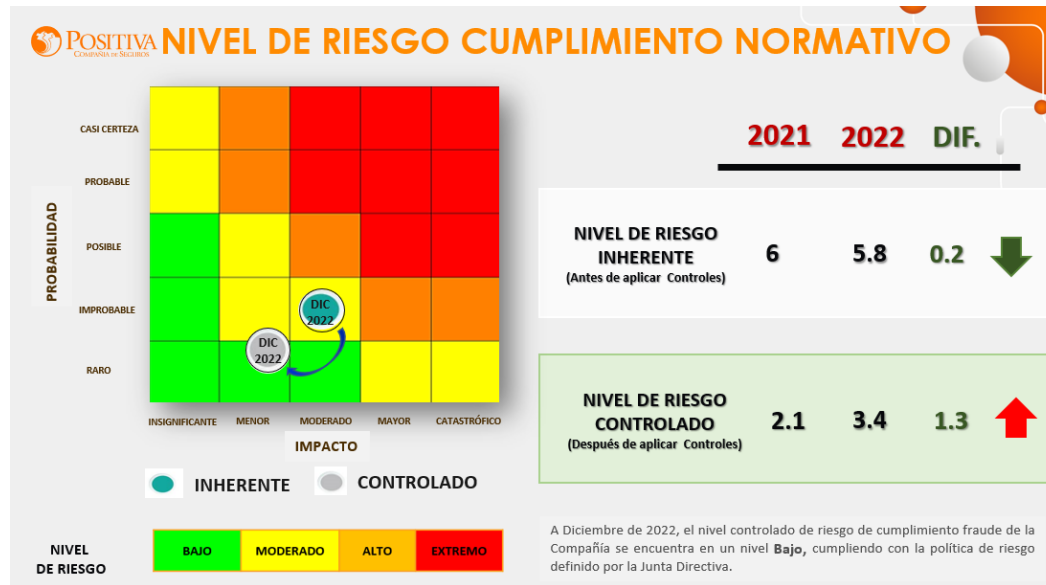 POSITIVA
COMPAÑÍA DE SEGUROS
NIVEL DE RIESGO CUMPLIMIENTO NORMATIVO
PROBABILIDAD
CASI CERTEZA
PROBABLE
POSIBLE
IMPROBABLE
RARO
DIC
2022
DIC
2022
INSIGNIFICANTE MENOR MODERADO MAYOR CATASTRÓFICO
IMPACTO
INHERENTE CONTROLADO
NIVEL
DE RIESGO
BAJO MODERADO ALTO EXTREMO
2021 2022 DIF.
NIVEL DE RIESGO
INHERENTE
(Antes de aplicar Controles)
6 5.8 0.2
NIVEL DE RIESGO
CONTROLADO
(Después de aplicar Controles)
2.1 3.4 1.3
A Diciembre de 2022, el nivel controlado de riesgo de cumplimiento fraude de la
Compañía se encuentra en un nivel Bajo, cumpliendo con la política de riesgo
definido por la Junta Directiva.